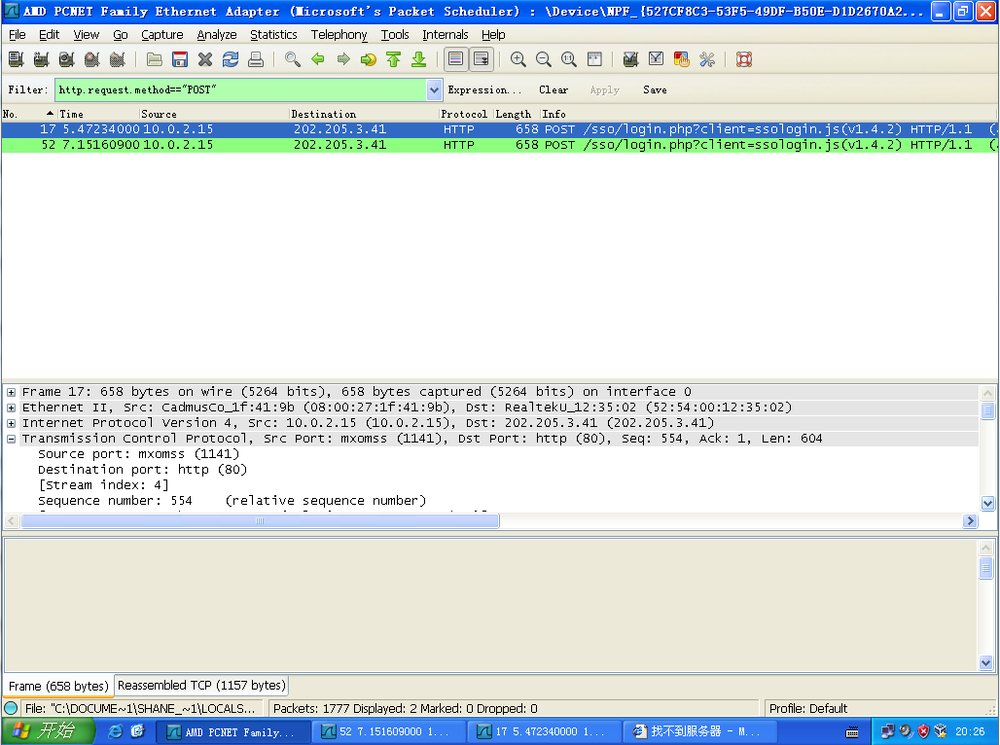 AMD PCNET Family Ethernet Adapter (Microsoft's Packet Scheduler) : \Device\NPF_{527CF8C3-53F5-49DF-B50E-D1D2670A2...
File Edit View Go Capture Analyze Statistics Telephony Tools Internals Help
Filter: http.request.method=="POST" Expression... Clear Apply Save
No. Time Source Destination Protocol Length Info
17 5.47234000 10.0.2.15 202.205.3.41 HTTP 658 POST /sso/login.php?client=ssologin.js(v1.4.2) HTTP/1.1 (
52 7.15160900 10.0.2.15 202.205.3.41 HTTP 658 POST /sso/login.php?client=ssologin.js(v1.4.2) HTTP/1.1 (
Frame 17: 658 bytes on wire (5264 bits), 658 bytes captured (5264 bits) on interface 0
Ethernet II, Src: CadmusCo_1f:41:9b (08:00:27:1f:41:9b), Dst: RealtekU_12:35:02 (52:54:00:12:35:02)
Internet Protocol Version 4, Src: 10.0.2.15 (10.0.2.15), Dst: 202.205.3.41 (202.205.3.41)
Transmission Control Protocol, Src Port: mxomss (1141), Dst Port: http (80), Seq: 554, Ack: 1, Len: 604
Source port: mxomss (1141)
Destination port: http (80)
[Stream index: 4]
Sequence number: 554 (relative sequence number)
Frame (658 bytes) Reassembled TCP (1157 bytes)
File: "C:\DOCUME~1\SHANE_~1\LOCALS... Packets: 1777 Displayed: 2 Marked: 0 Dropped: 0 Profile: Default
开始 AMD PCNET Family... 52 7.151609000 1... 17 5.472340000 1... 找不到服务器 - M... 20:26